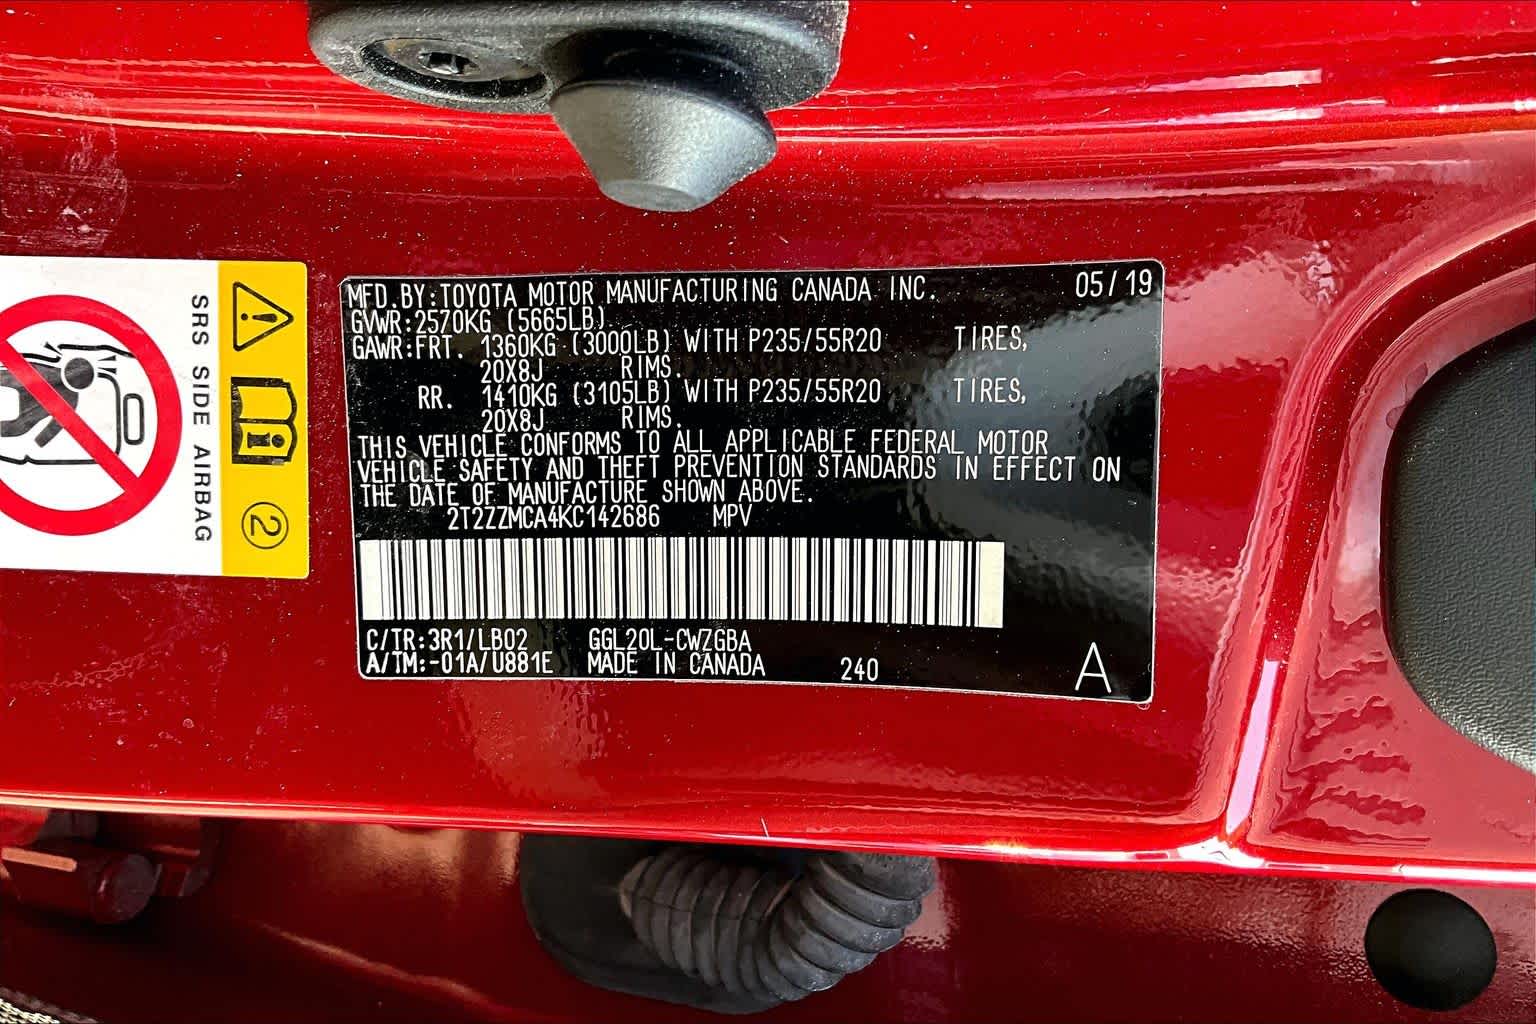 MFD.BY:TOYOTA MOTOR MANUFACTURING CANADA INC. 05/19
GVWR:2570KG (5665LB)
GAWR:FRT. 1360KG (3000LB) WITH P235/55R20 TIRES,
20X8J RIMS.
RR. 1410KG (3105LB) WITH P235/55R20 TIRES,
20X8J RIMS.
THIS VEHICLE CONFORMS TO ALL APPLICABLE FEDERAL MOTOR
VEHICLE SAFETY AND THEFT PREVENTION STANDARDS IN EFFECT ON
THE DATE OF MANUFACTURE SHOWN ABOVE.
2T2ZZMCA4KC142686 MPV
C/TR:3R1/LB02 GGL20L-CWZGBA
A/TM:-01A/U881E MADE IN CANADA 240 A
SRS SIDE AIRBAG
2